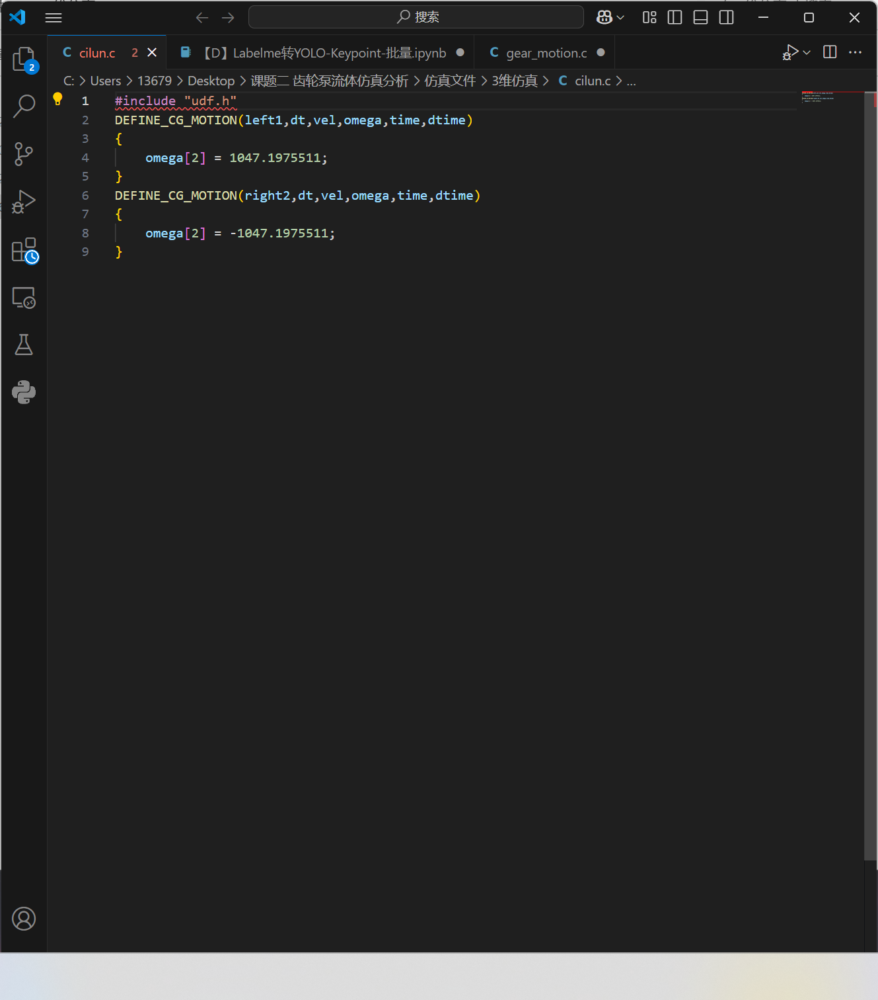 搜索
cilun.c 2 【D】Labelme转YOLO-Keypoint-批量.ipynb gear_motion.c
C: > Users > 13679 > Desktop > 课题二 齿轮泵流体仿真分析 > 仿真文件 > 3维仿真 > C cilun.c > ...
2
1 #include "udf.h"
2 DEFINE_CG_MOTION(left1,dt,vel,omega,time,dtime)
3 {
4 omega[2] = 1047.1975511;
5 }
6 DEFINE_CG_MOTION(right2,dt,vel,omega,time,dtime)
7 {
8 omega[2] = -1047.1975511;
9 }